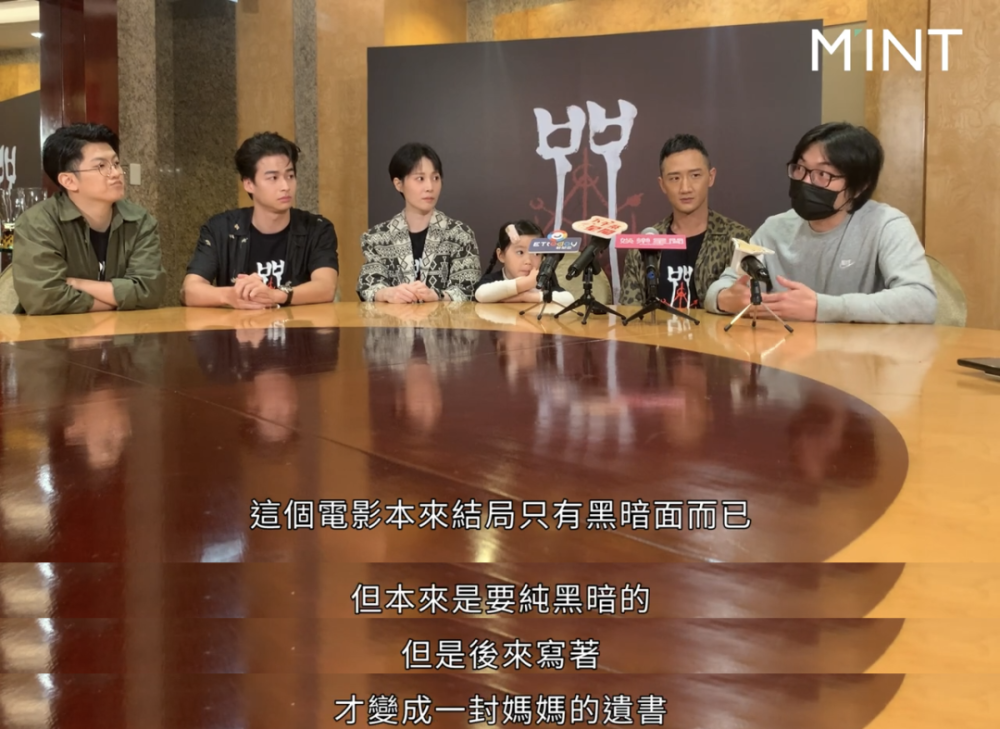 MINT
咒
ETtoday
這個電影本來結局只有黑暗面而已
但本來是要純黑暗的
但是後來寫著
才變成一封媽媽的遺書